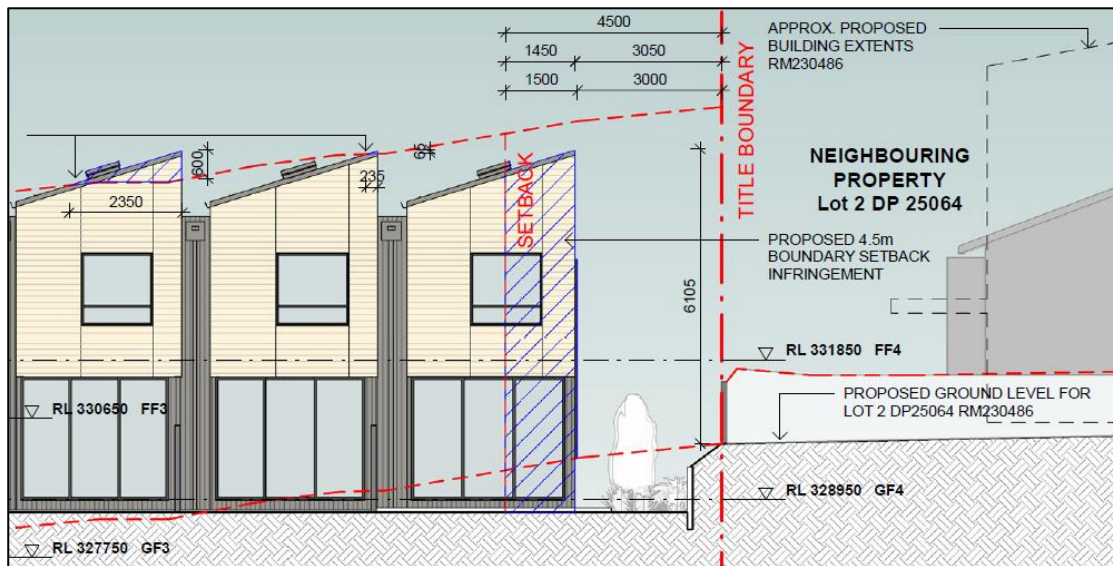 4500
1450 3050
1500 3000
APPROX. PROPOSED
BUILDING EXTENTS
RM230486
TITLE BOUNDARY
NEIGHBOURING
PROPERTY
Lot 2 DP 25064
600
65
235
2350
SETBACK
PROPOSED 4.5m
BOUNDARY SETBACK
INFRINGEMENT
6105
RL 331850 FF4
PROPOSED GROUND LEVEL FOR
LOT 2 DP25064 RM230486
RL 330650 FF3
RL 328950 GF4
RL 327750 GF3